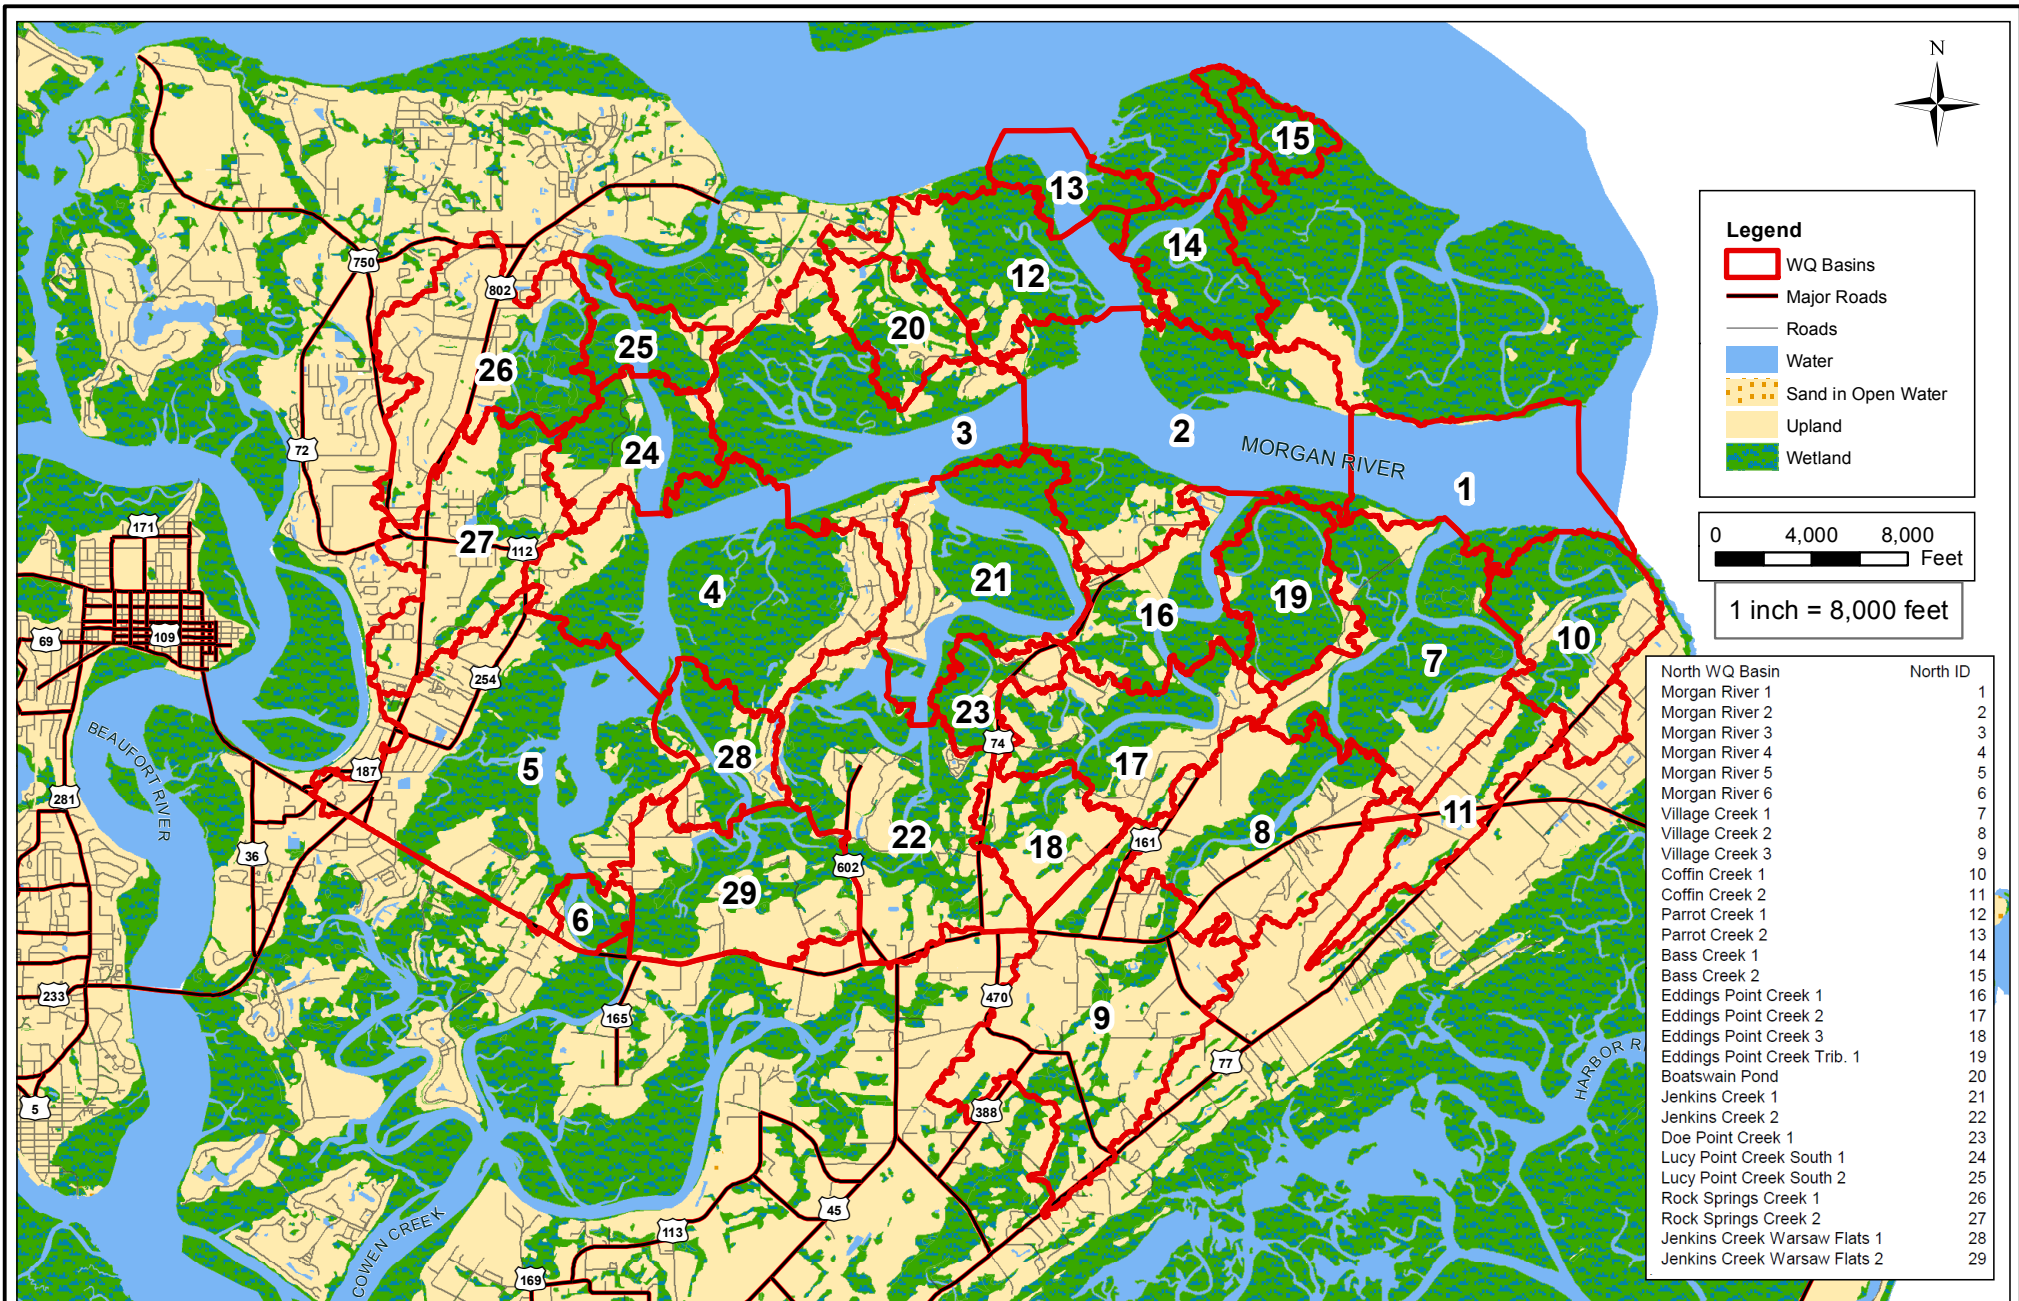 N
15
13
14
12
750
802
20
25
26
3
2
MORGAN RIVER
1
72
24
171
27
112
4
21
19
16
10
7
69
109
254
23
74
BEAUFORT RIVER
28
17
5
187
281
11
8
161
18
22
602
36
29
6
233
470
165
9
77
HARBOR R
5
388
45
113
COWEN CREEK
169
Legend
WQ Basins
Major Roads
Roads
Water
Sand in Open Water
Upland
Wetland
0 4,000 8,000
Feet
1 inch = 8,000 feet
North WQ Basin North ID
Morgan River 1 1
Morgan River 2 2
Morgan River 3 3
Morgan River 4 4
Morgan River 5 5
Morgan River 6 6
Village Creek 1 7
Village Creek 2 8
Village Creek 3 9
Coffin Creek 1 10
Coffin Creek 2 11
Parrot Creek 1 12
Parrot Creek 2 13
Bass Creek 1 14
Bass Creek 2 15
Eddings Point Creek 1 16
Eddings Point Creek 2 17
Eddings Point Creek 3 18
Eddings Point Creek Trib. 1 19
Boatswain Pond 20
Jenkins Creek 1 21
Jenkins Creek 2 22
Doe Point Creek 1 23
Lucy Point Creek South 1 24
Lucy Point Creek South 2 25
Rock Springs Creek 1 26
Rock Springs Creek 2 27
Jenkins Creek Warsaw Flats 1 28
Jenkins Creek Warsaw Flats 2 29